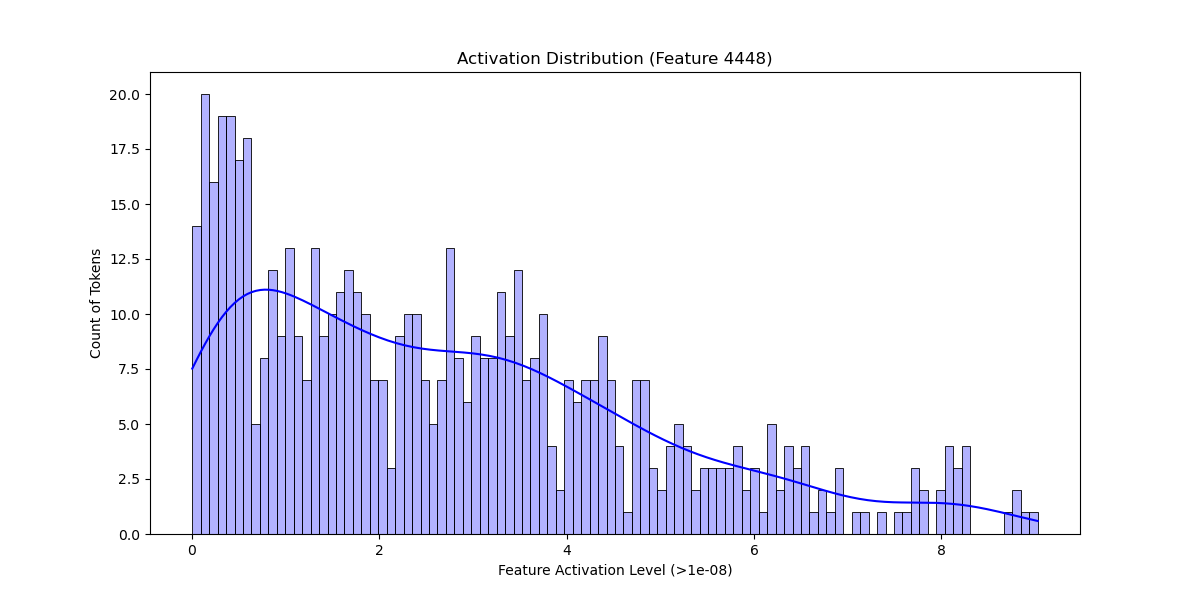 Activation Distribution (Feature 4448)
20.0
17.5
15.0
12.5
10.0
7.5
5.0
2.5
0.0
Count of Tokens
0 2 4 6 8
Feature Activation Level (>1e-08)